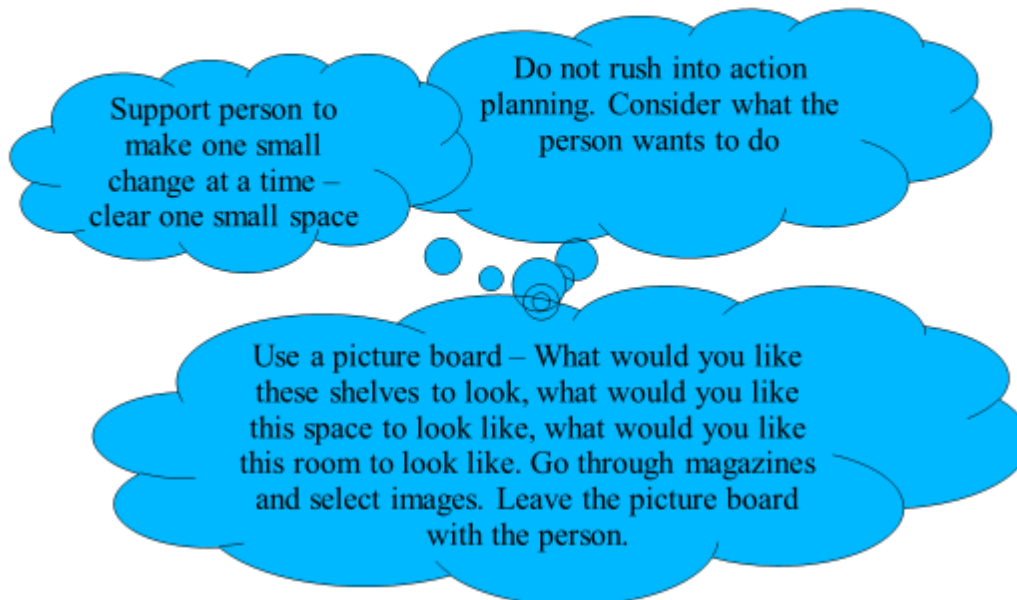 Support person to
make one small
change at a time –
clear one small space
Do not rush into action
planning. Consider what the
person wants to do
Use a picture board – What would you like
these shelves to look, what would you like
this space to look like, what would you like
this room to look like. Go through magazines
and select images. Leave the picture board
with the person.